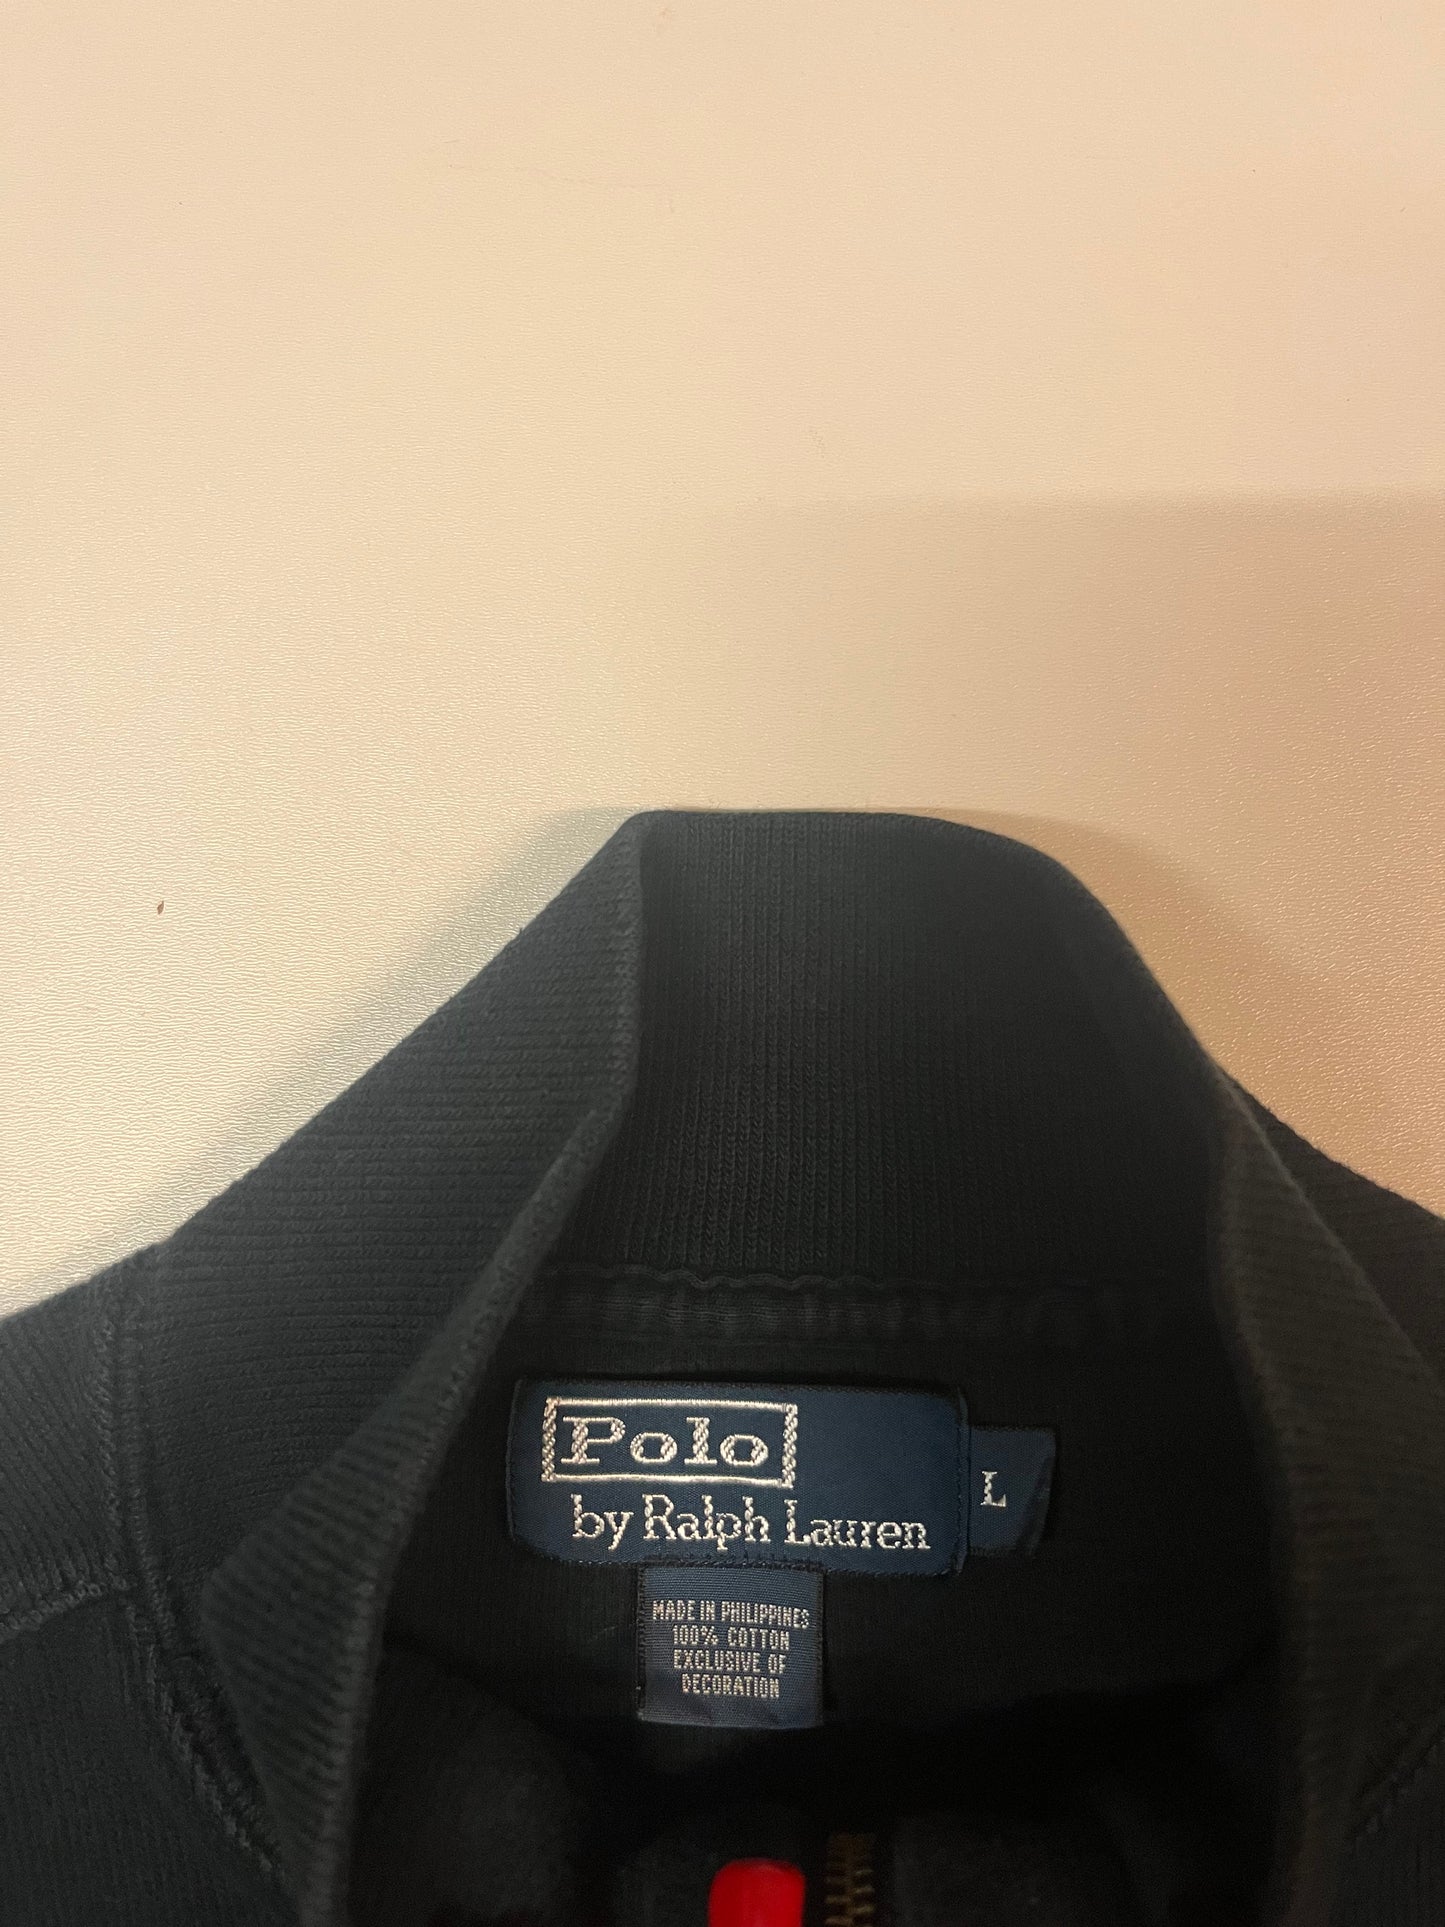 Polo
by Ralph Lauren
L
MADE IN PHILIPPINES
100% COTTON
EXCLUSIVE OF
DECORATION